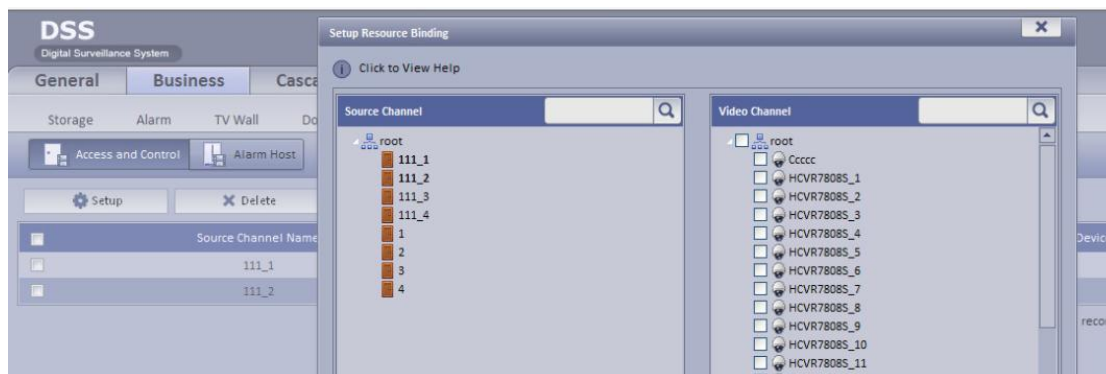 DSS
Digital Surveillance System
General Business Casca
Storage Alarm TV Wall Do
Access and Control Alarm Host
Setup Delete
Source Channel Name
111_1
111_2
Setup Resource Binding
Click to View Help
Source Channel
root
111_1
111_2
111_3
111_4
1
2
3
4
Video Channel
root
Ccccc
HCVR7808S_1
HCVR7808S_2
HCVR7808S_3
HCVR7808S_4
HCVR7808S_5
HCVR7808S_6
HCVR7808S_7
HCVR7808S_8
HCVR7808S_9
HCVR7808S_10
HCVR7808S_11
Devic
reco